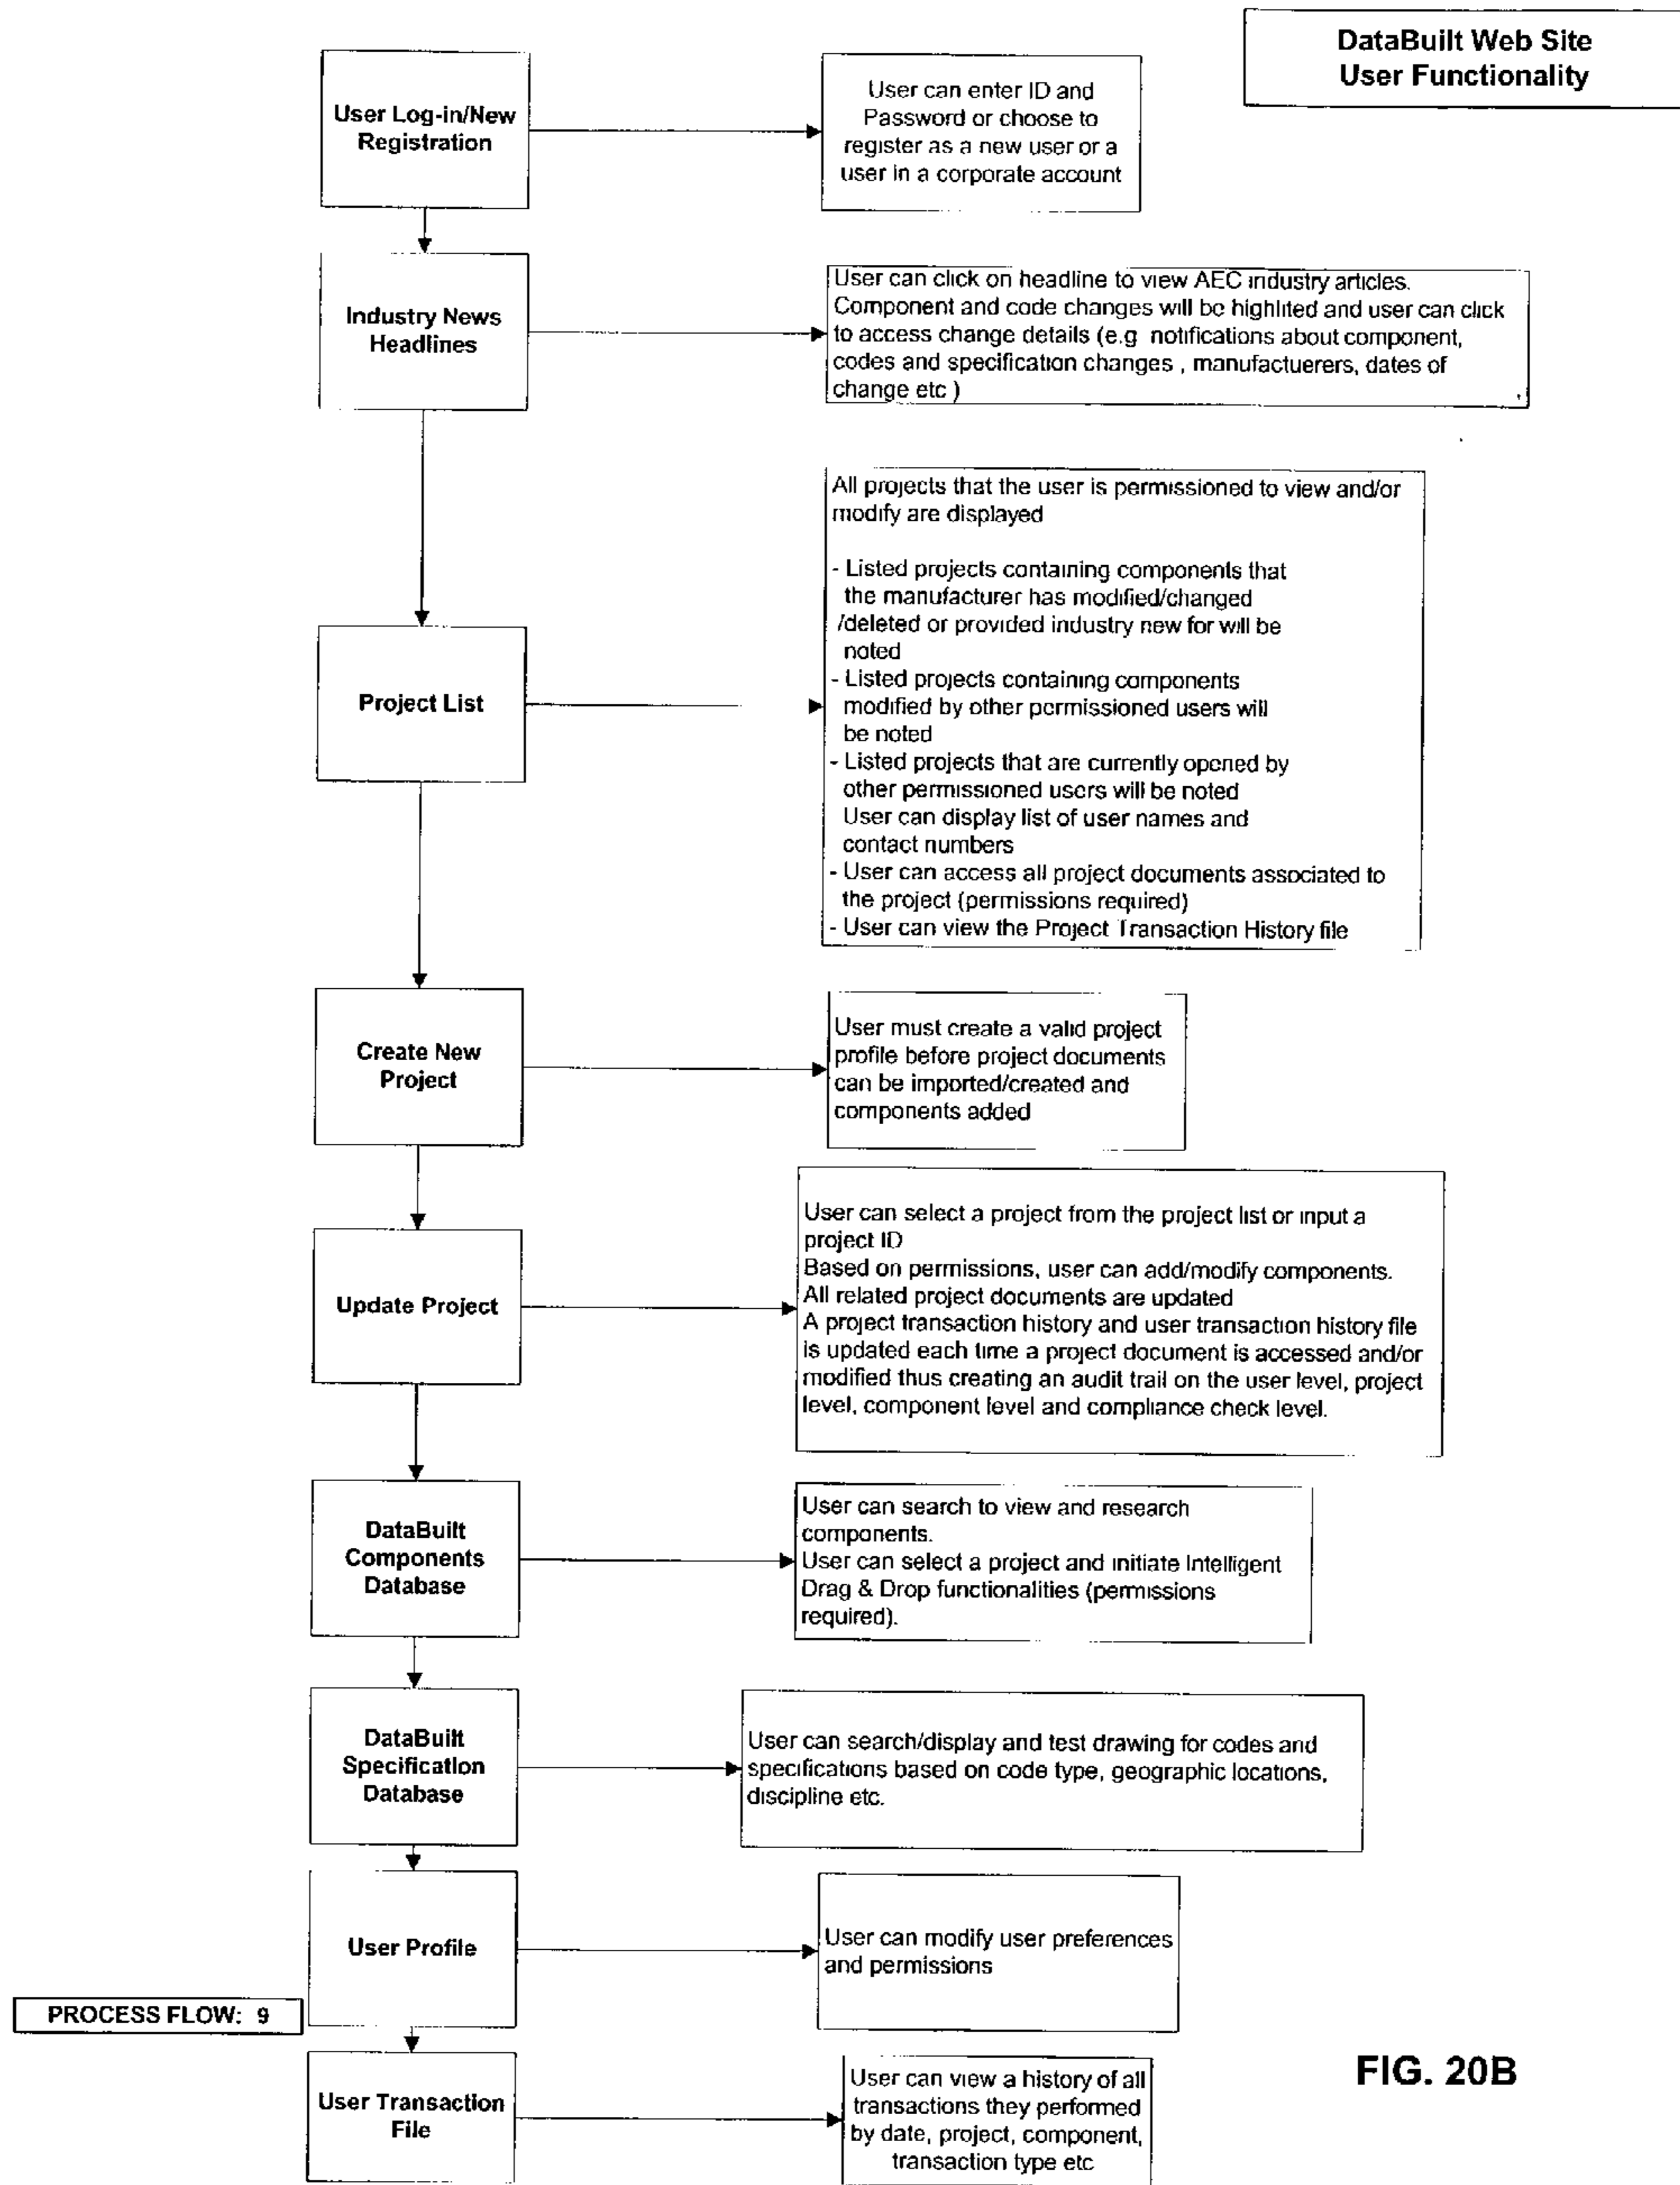 DataBuilt Web Site
User Functionality
User Log-in/New
Registration
User can enter ID and
Password or choose to
register as a new user or a
user in a corporate account
Industry News
Headlines
User can click on headline to view AEC industry articles.
Component and code changes will be highlited and user can click
to access change details (e.g notifications about component,
codes and specification changes , manufactuerers, dates of
change etc )
Project List
All projects that the user is permissioned to view and/or
modify are displayed
- Listed projects containing components that
the manufacturer has modified/changed
/deleted or provided industry new for will be
noted
- Listed projects containing components
modified by other permissioned users will
be noted
- Listed projects that are currently opened by
other permissioned users will be noted
User can display list of user names and
contact numbers
- User can access all project documents associated to
the project (permissions required)
- User can view the Project Transaction History file
Create New
Project
User must create a valid project
profile before project documents
can be imported/created and
components added
Update Project
User can select a project from the project list or input a
project ID
Based on permissions, user can add/modify components.
All related project documents are updated
A project transaction history and user transaction history file
is updated each time a project document is accessed and/or
modified thus creating an audit trail on the user level, project
level, component level and compliance check level.
DataBuilt
Components
Database
User can search to view and research
components.
User can select a project and initiate Intelligent
Drag & Drop functionalities (permissions
required).
DataBuilt
Specification
Database
User can search/display and test drawing for codes and
specifications based on code type, geographic locations,
discipline etc.
User Profile
User can modify user preferences
and permissions
PROCESS FLOW: 9
User Transaction
File
User can view a history of all
transactions they performed
by date, project, component,
transaction type etc
FIG. 20B